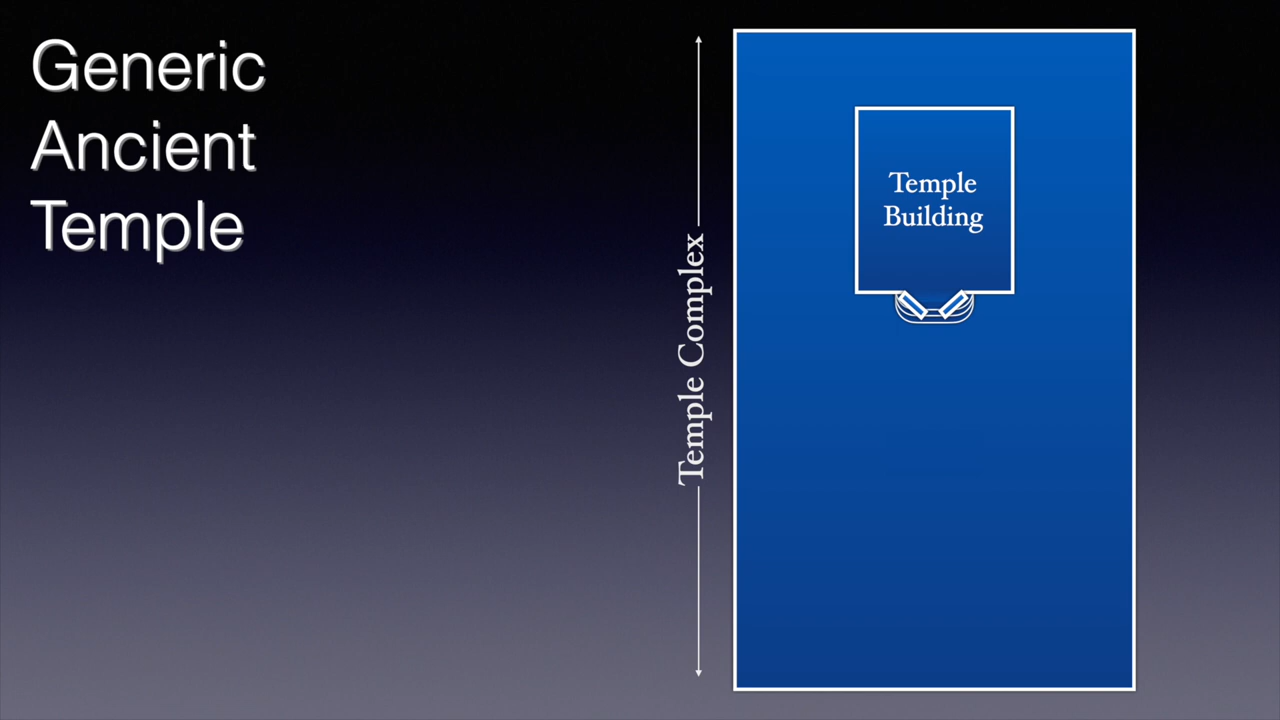 Generic
Ancient
Temple
Temple Complex
Temple
Building